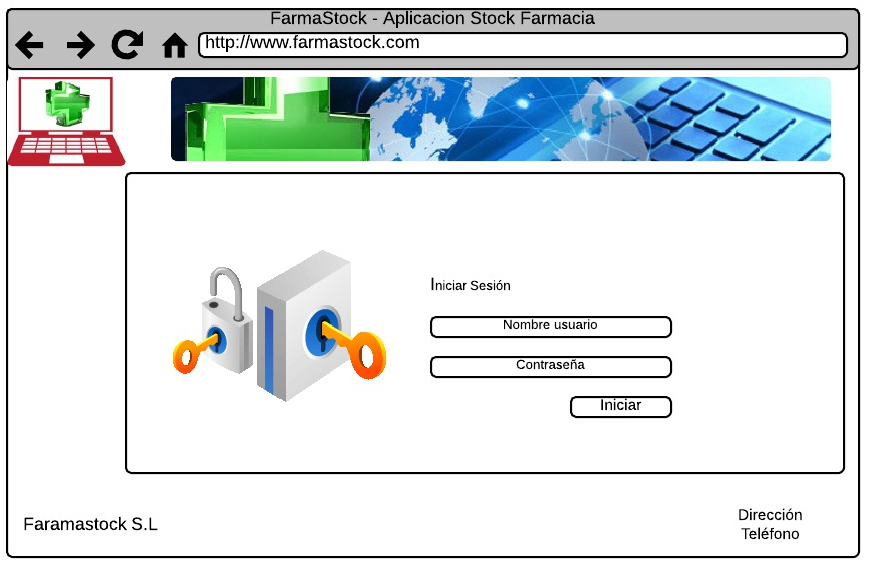 FarmaStock - Aplicacion Stock Farmacia
http://www.farmastock.com
Iniciar Sesión
Nombre usuario
Contraseña
Iniciar
Faramastock S.L
Dirección
Teléfono